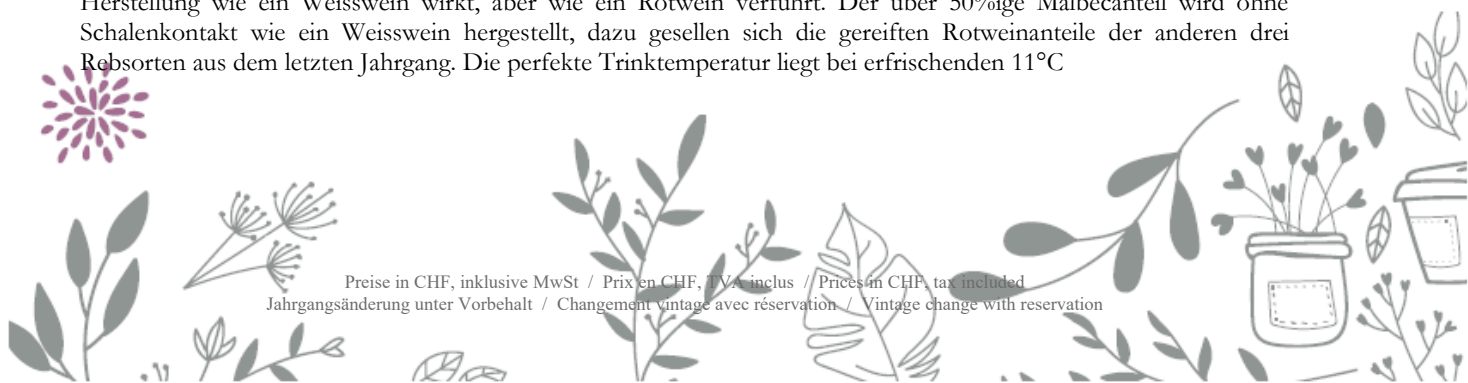 Herstellung wie ein Weisswein wirkt, aber wie ein Rotwein verführt. Der über 50%ige Malbecanteil wird ohne
Schalenkontakt wie ein Weisswein hergestellt, dazu gesellen sich die gereiften Rotweinanteile der anderen drei
Rebsorten aus dem letzten Jahrgang. Die perfekte Trinktemperatur liegt bei erfrischenden 11°C
Preise in CHF, inklusive MwSt / Prix en CHF, TVA inclus / Prices in CHF, tax included
Jahrgangsänderung unter Vorbehalt / Changement vintage avec réservation / Vintage change with reservation